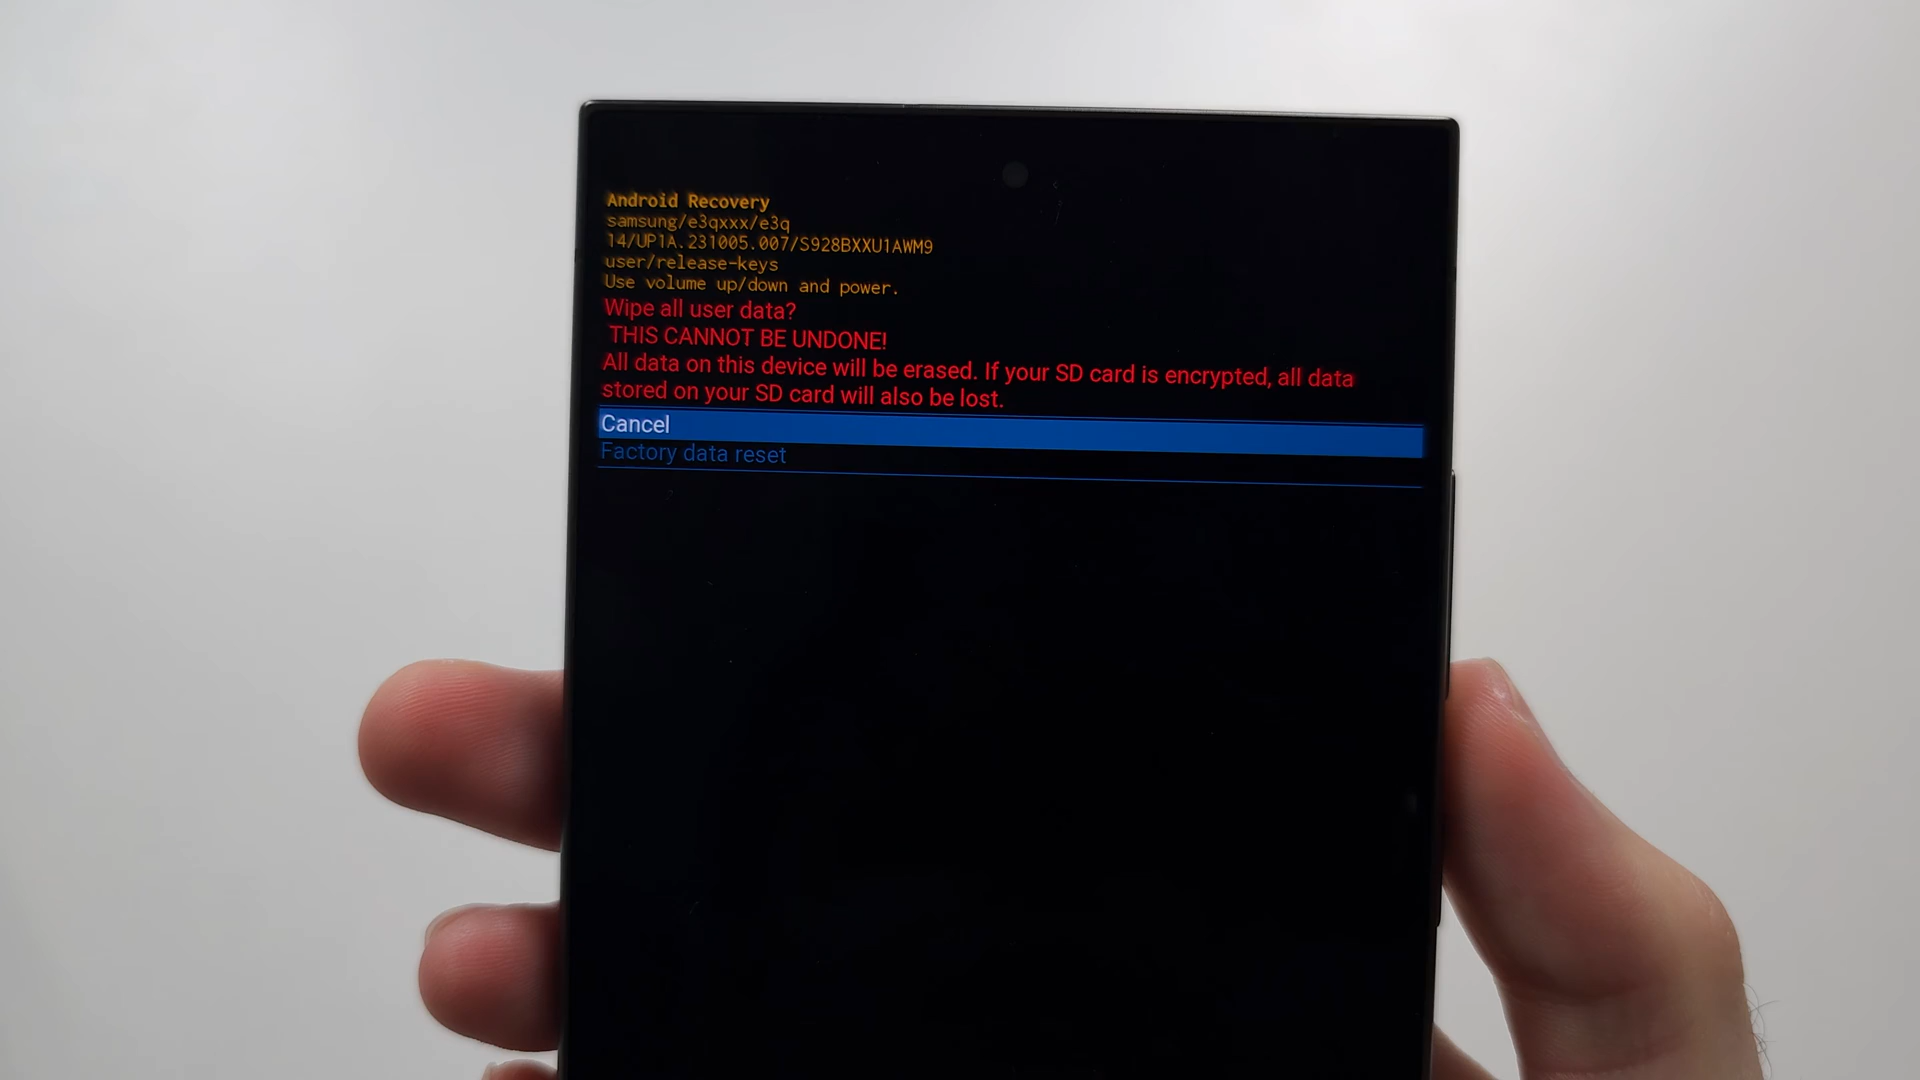 Android Recovery
samsung/e3qxxx/e3q
14/UP1A.231005.007/S928BXXU1AWM9
user/release-keys
Use volume up/down and power.
Wipe all user data?
THIS CANNOT BE UNDONE!
All data on this device will be erased. If your SD card is encrypted, all data
stored on your SD card will also be lost.
Cancel
Factory data reset